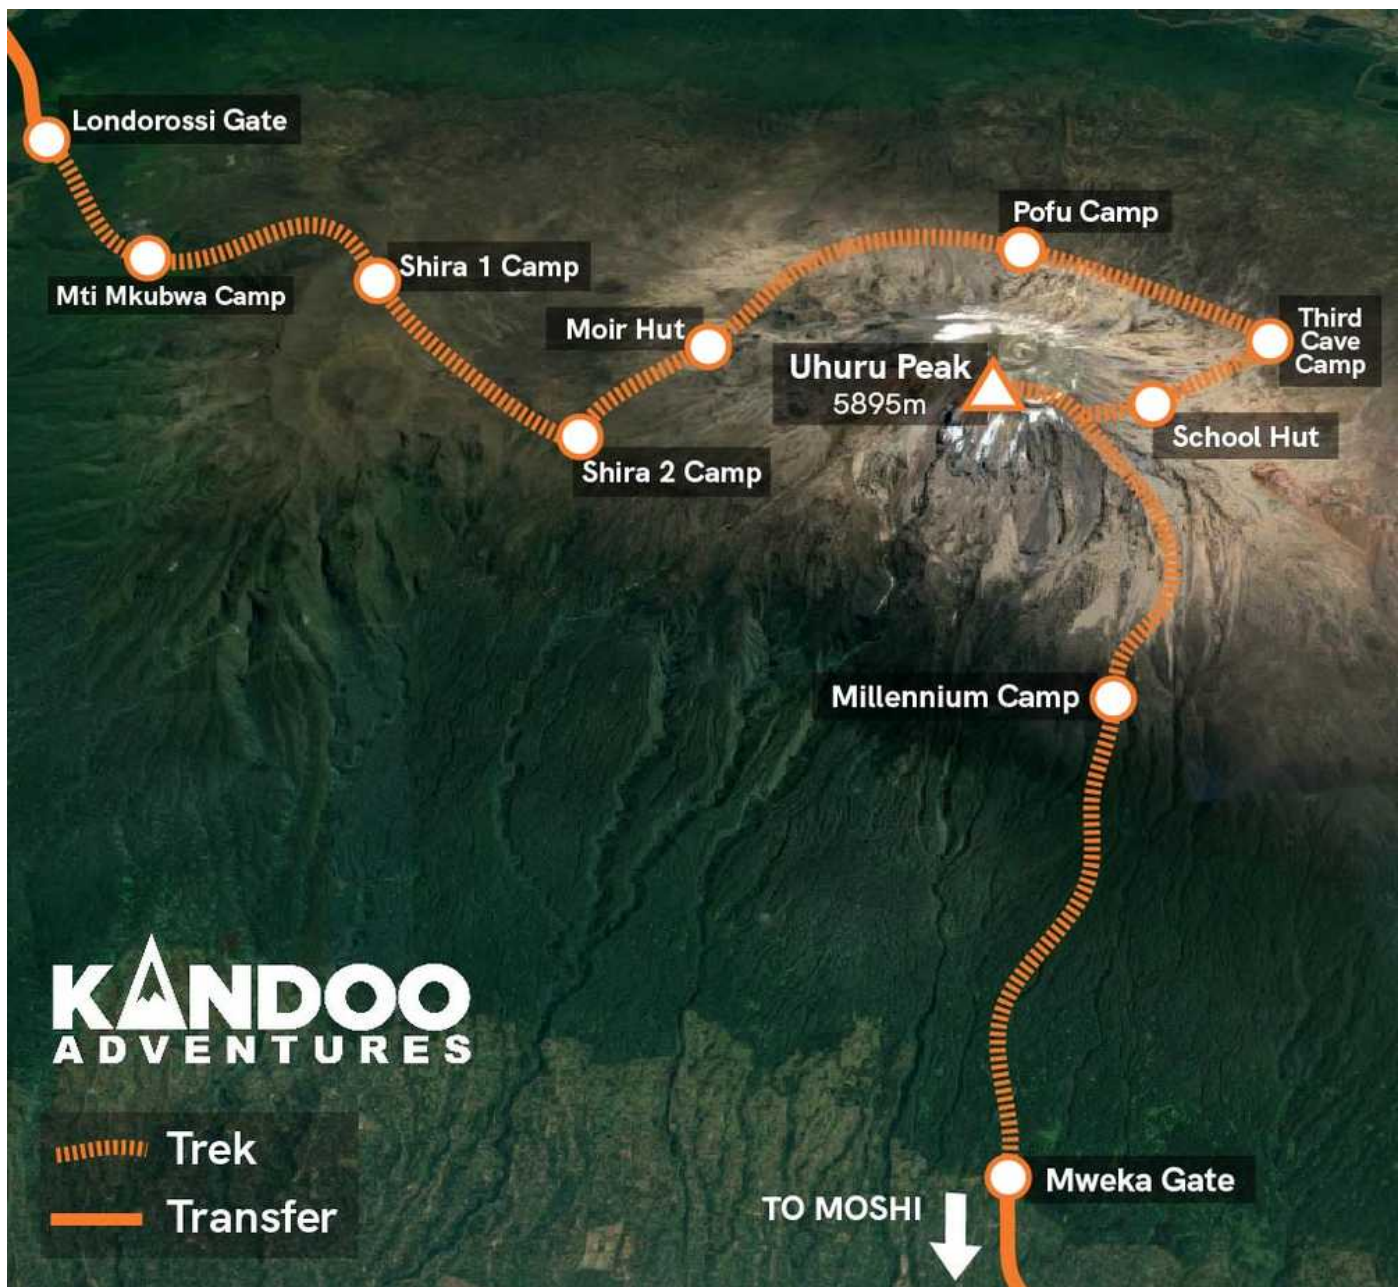 Londorossi Gate
Mti Mkubwa Camp
Shira 1 Camp
Shira 2 Camp
Moir Hut
Pofu Camp
Third
Cave
Camp
School Hut
Uhuru Peak
5895m
Millennium Camp
Mweka Gate
TO MOSHI
KANDOO
ADVENTURES
Trek
Transfer